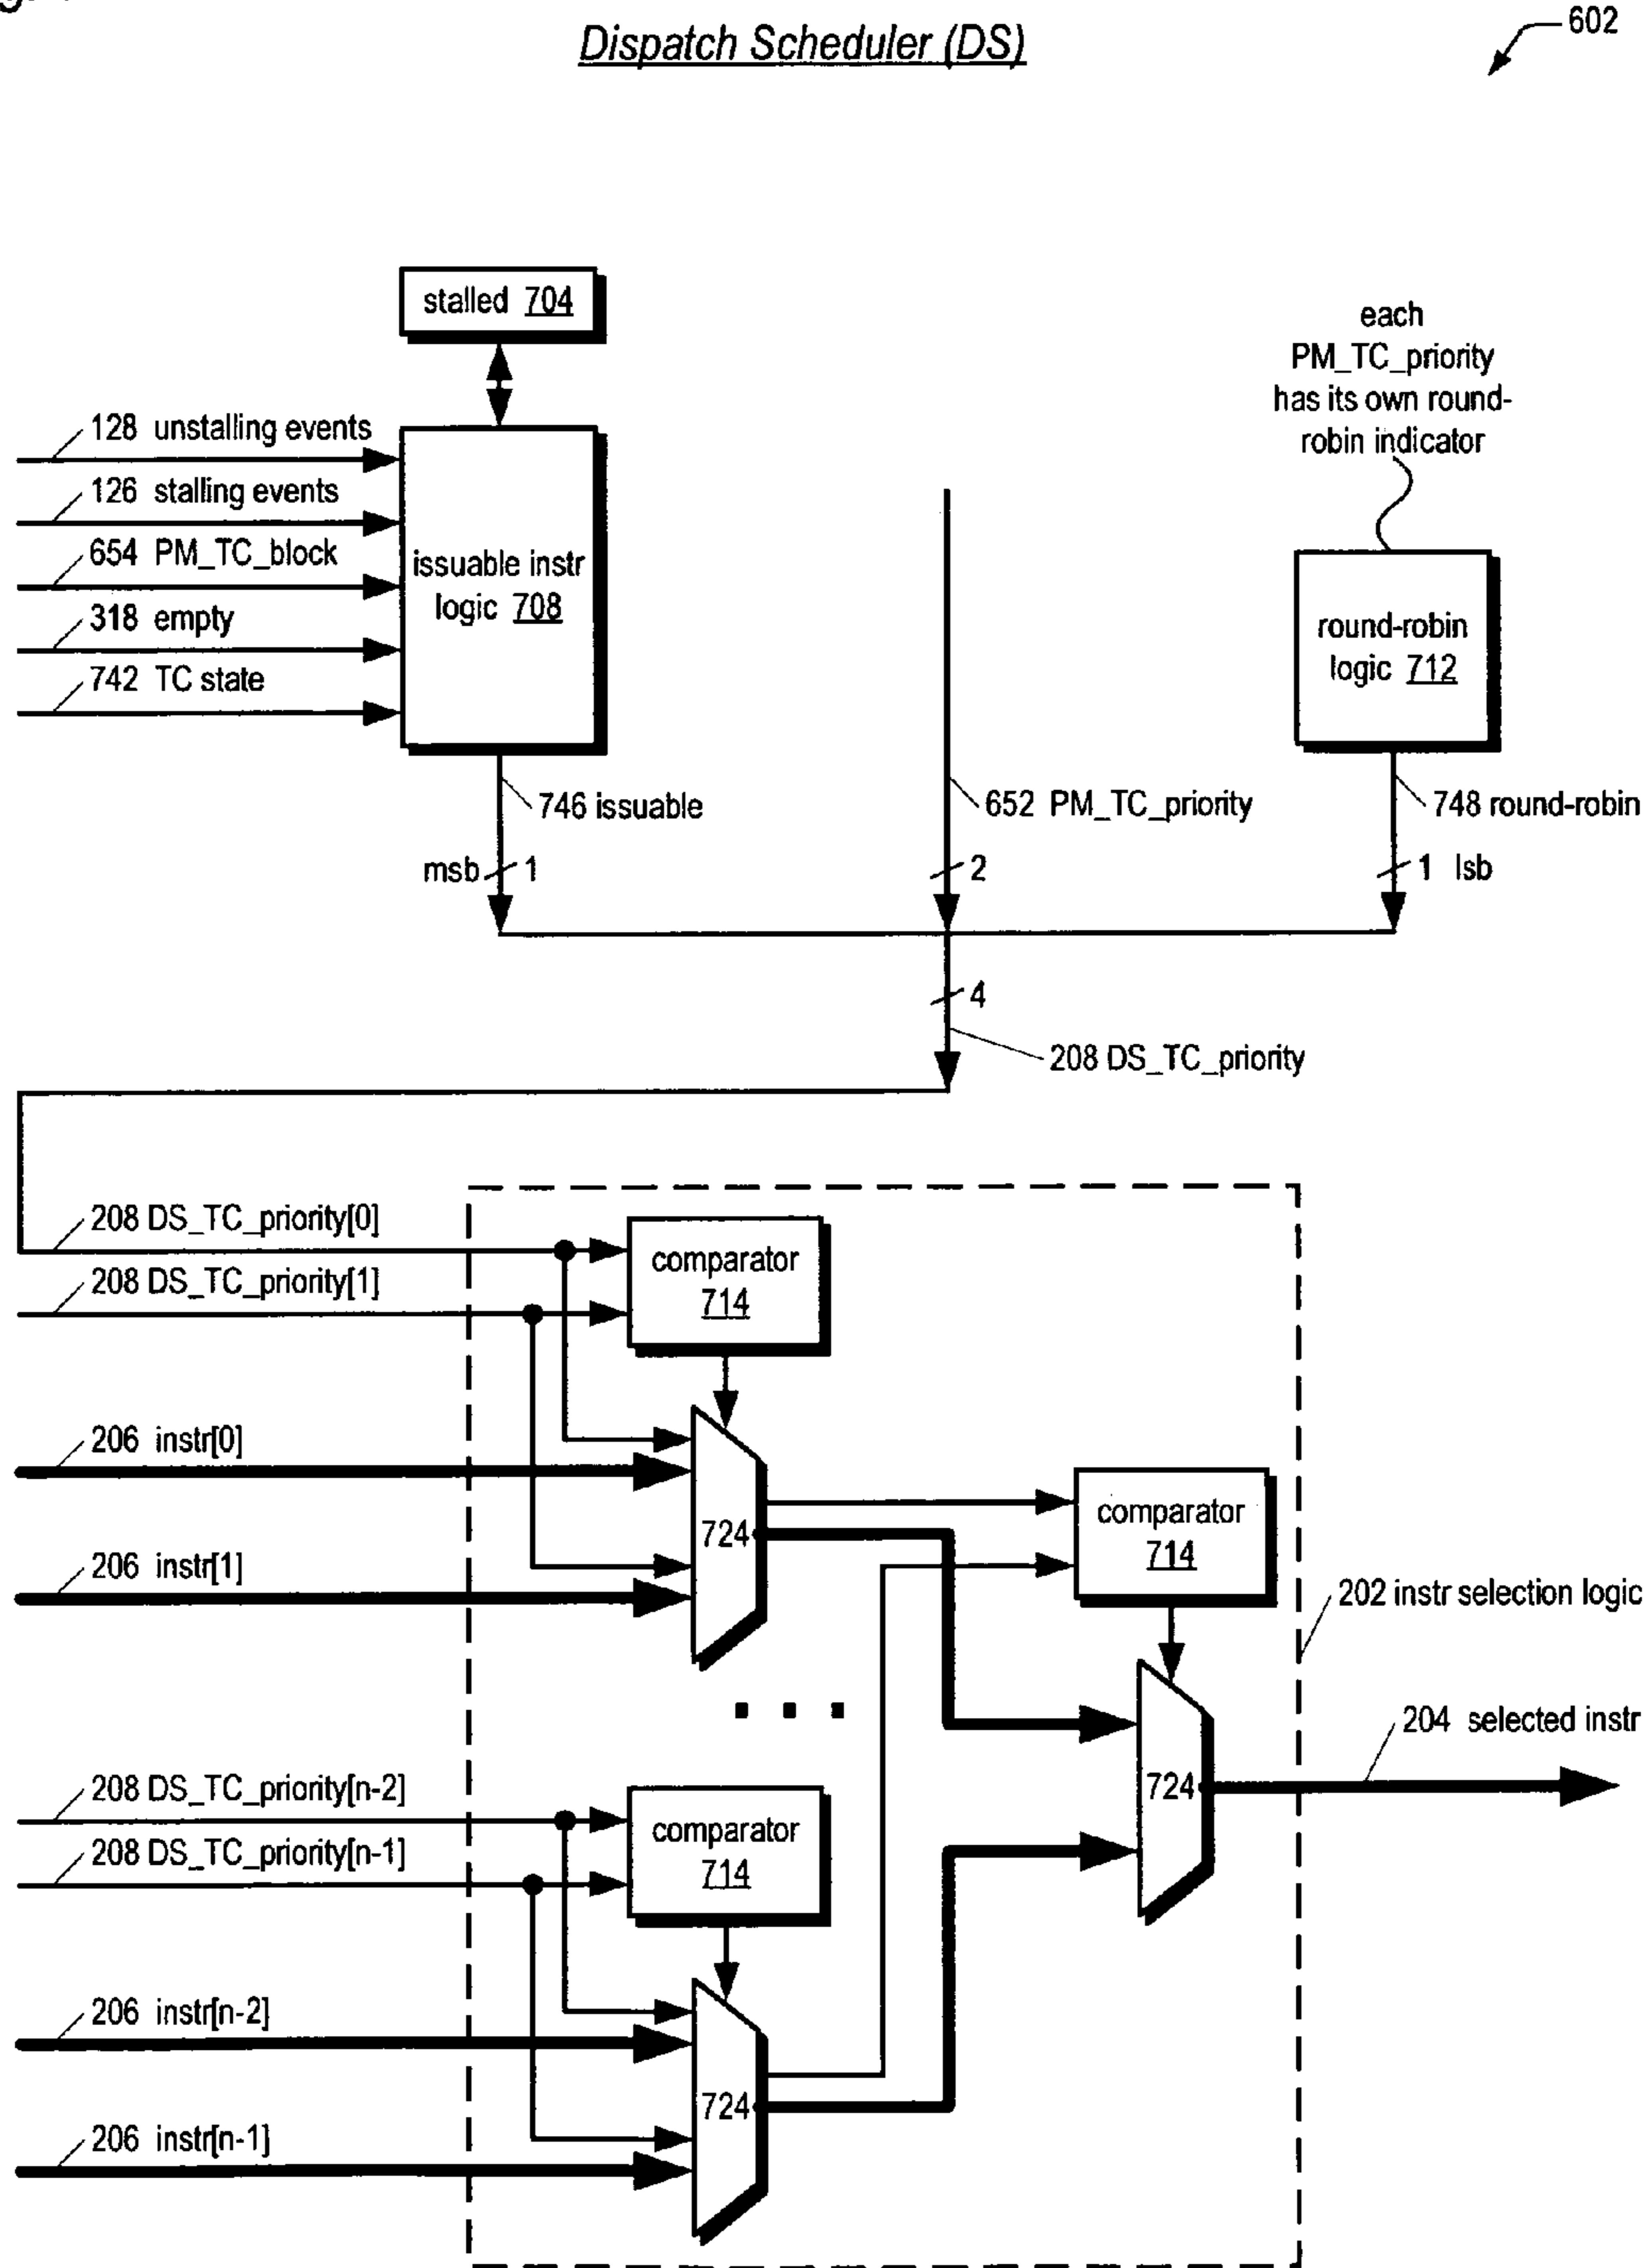 Dispatch Scheduler (DS)
602
stalled 704
each
PM_TC_priority
has its own round-
robin indicator
128 unstalling events
126 stalling events
654 PM_TC_block
318 empty
742 TC state
issuable instr
logic 708
round-robin
logic 712
746 issuable
652 PM_TC_priority
748 round-robin
msb 1
2
1 lsb
4
208 DS_TC_priority
208 DS_TC_priority[0]
208 DS_TC_priority[1]
comparator
714
206 instr[0]
206 instr[1]
724
comparator
714
202 instr selection logic
204 selected instr
724
208 DS_TC_priority[n-2]
208 DS_TC_priority[n-1]
comparator
714
206 instr[n-2]
206 instr[n-1]
724